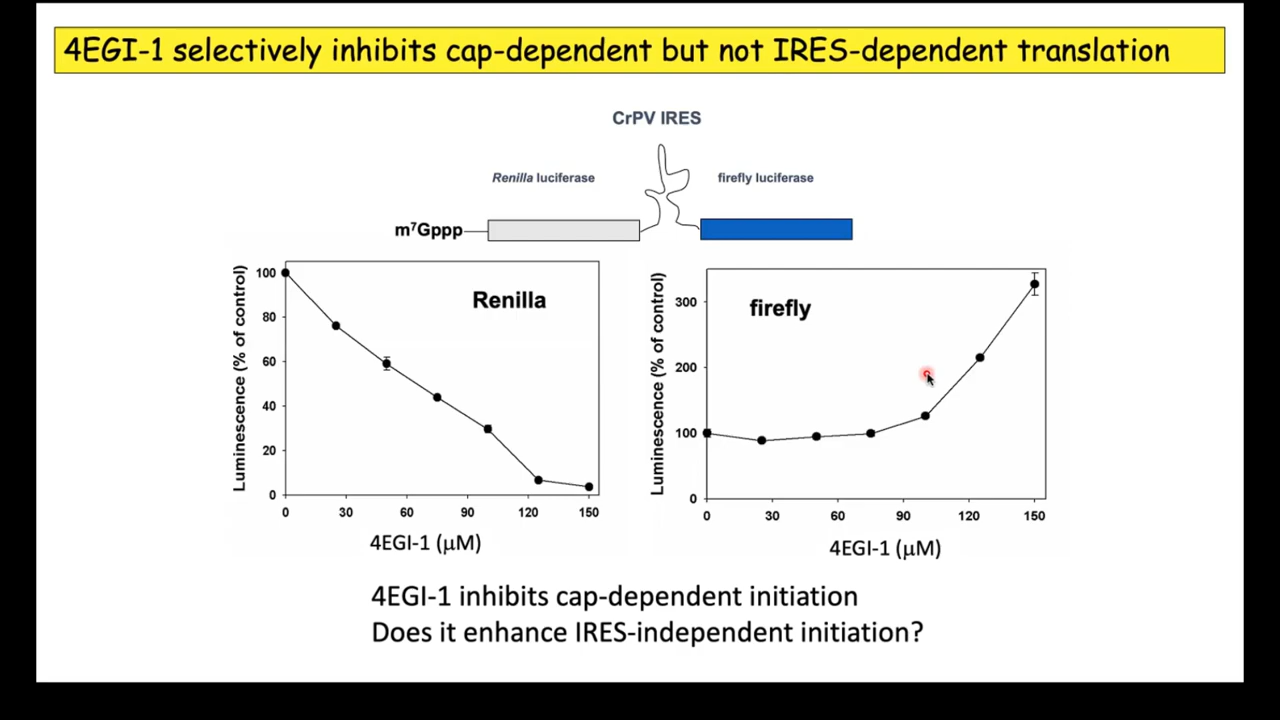 4EGI-1 selectively inhibits cap-dependent but not IRES-dependent translation
CrPV IRES
Renilla luciferase
firefly luciferase
m⁷Gppp
Luminescence (% of control)
100
80
60
40
20
0
Renilla
0 30 60 90 120 150
4EGI-1 (μM)
Luminescence (% of control)
300
200
100
0
firefly
0 30 60 90 120 150
4EGI-1 (μM)
4EGI-1 inhibits cap-dependent initiation
Does it enhance IRES-independent initiation?